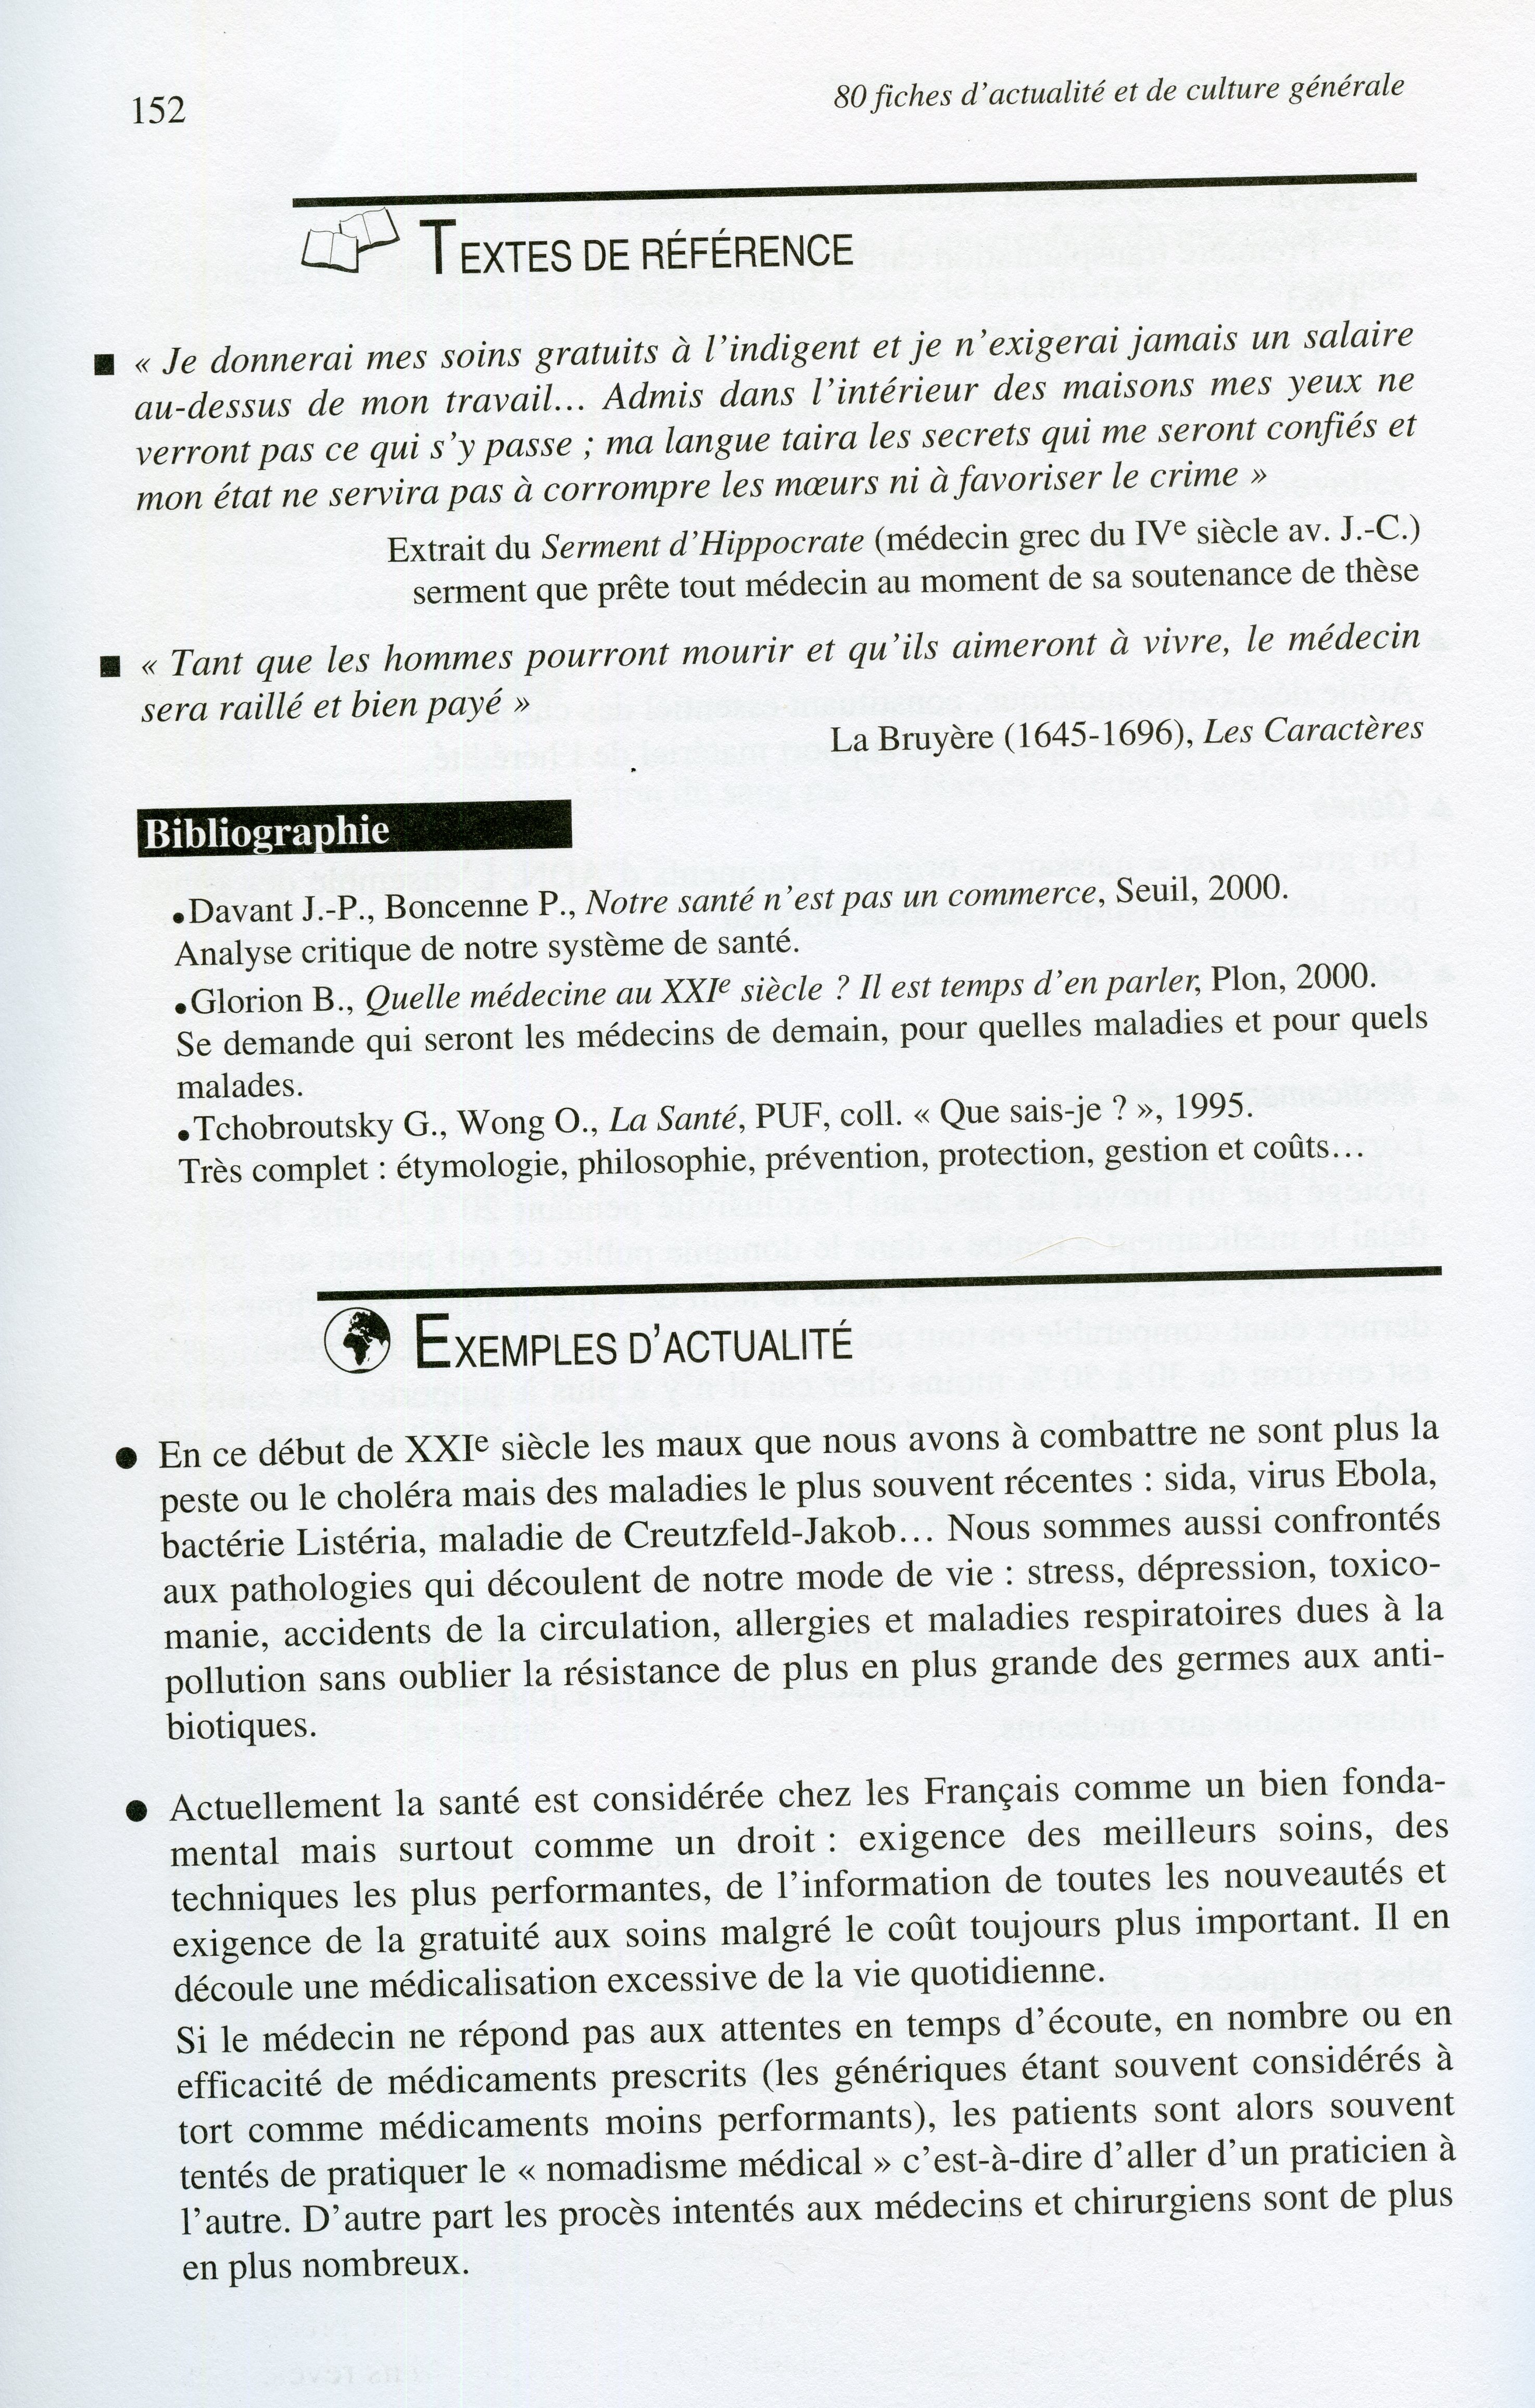 152
80 fiches d'actualité et de culture générale
TEXTES DE RÉFÉRENCE
■ « Je donnerai mes soins gratuits à l'indigent et je n'exigerai jamais un salaire
au-dessus de mon travail... Admis dans l'intérieur des maisons mes yeux ne
verront pas ce qui s'y passe ; ma langue taira les secrets qui me seront confiés et
mon état ne servira pas à corrompre les mœurs ni à favoriser le crime »
Extrait du Serment d'Hippocrate (médecin grec du IVe siècle av. J.-C.)
serment que prête tout médecin au moment de sa soutenance de thèse
■ « Tant que les hommes pourront mourir et qu'ils aimeront à vivre, le médecin
sera raillé et bien payé »
La Bruyère (1645-1696), Les Caractères
Bibliographie
•Davant J.-P., Boncenne P., Notre santé n'est pas un commerce, Seuil, 2000.
Analyse critique de notre système de santé.
•Glorion B., Quelle médecine au XXIe siècle ? Il est temps d'en parler, Plon, 2000.
Se demande qui seront les médecins de demain, pour quelles maladies et pour quels
malades.
•Tchobroutsky G., Wong O., La Santé, PUF, coll. « Que sais-je ? », 1995.
Très complet : étymologie, philosophie, prévention, protection, gestion et coûts...
EXEMPLES D'ACTUALITÉ
● En ce début de XXIe siècle les maux que nous avons à combattre ne sont plus la
peste ou le choléra mais des maladies le plus souvent récentes : sida, virus Ebola,
bactérie Listéria, maladie de Creutzfeld-Jakob... Nous sommes aussi confrontés
aux pathologies qui découlent de notre mode de vie : stress, dépression, toxico-
manie, accidents de la circulation, allergies et maladies respiratoires dues à la
pollution sans oublier la résistance de plus en plus grande des germes aux anti-
biotiques.
● Actuellement la santé est considérée chez les Français comme un bien fonda-
mental mais surtout comme un droit : exigence des meilleurs soins, des
techniques les plus performantes, de l'information de toutes les nouveautés et
exigence de la gratuité aux soins malgré le coût toujours plus important. Il en
découle une médicalisation excessive de la vie quotidienne.
Si le médecin ne répond pas aux attentes en temps d'écoute, en nombre ou en
efficacité de médicaments prescrits (les génériques étant souvent considérés à
tort comme médicaments moins performants), les patients sont alors souvent
tentés de pratiquer le « nomadisme médical » c'est-à-dire d'aller d'un praticien à
l'autre. D'autre part les procès intentés aux médecins et chirurgiens sont de plus
en plus nombreux.